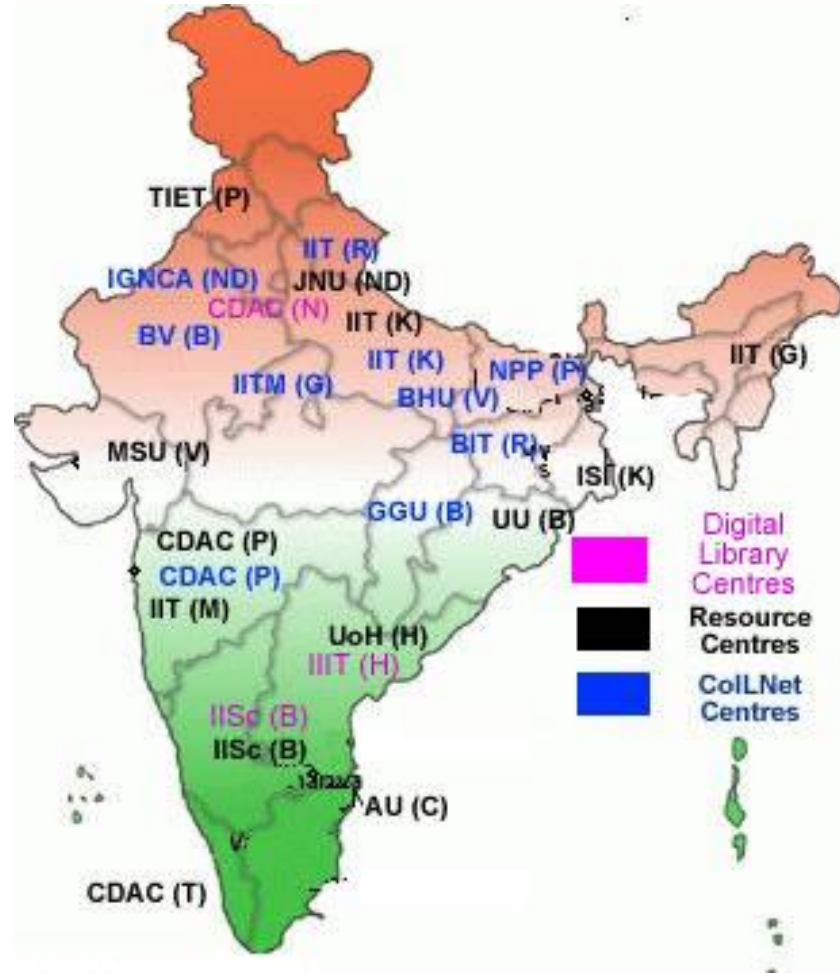 TIET (P)
IIT (R)
IGNCA (ND)
JNU (ND)
CDAC (N)
IIT (K)
BV (B)
IIT (K)
NPP (P)
IIT (G)
IITM (G)
BHU (V)
BIT (R)
MSU (V)
ISI (K)
GGU (B)
UU (B)
CDAC (P)
CDAC (P)
IIT (M)
UoH (H)
IIIT (H)
IISc (B)
IISc (B)
AU (C)
CDAC (T)
Digital
Library
Centres
Resource
Centres
CoILNet
Centres